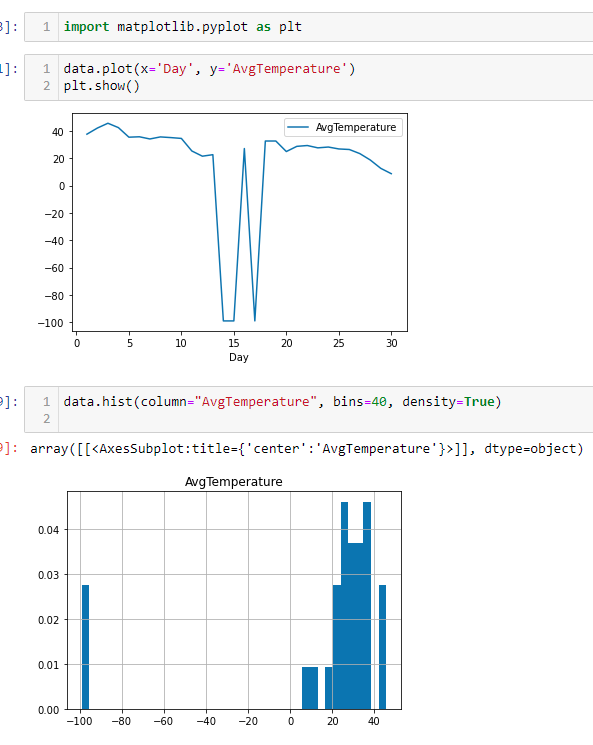 3]: 1 import matplotlib.pyplot as plt
1]: 1 data.plot(x='Day', y='AvgTemperature')
2 plt.show()
AvgTemperature
40
20
0
−20
−40
−60
−80
−100
0 5 10 15 20 25 30
Day
9]: 1 data.hist(column="AvgTemperature", bins=40, density=True)
2
9]: array([[<AxesSubplot:title={'center':'AvgTemperature'}>]], dtype=object)
AvgTemperature
0.04
0.03
0.02
0.01
0.00
−100 −80 −60 −40 −20 0 20 40